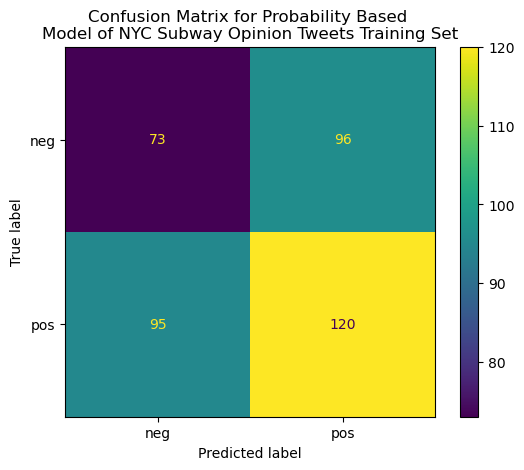 Confusion Matrix for Probability Based
Model of NYC Subway Opinion Tweets Training Set
120
110
100
90
80
neg
73
96
True label
pos
95
120
neg
pos
Predicted label